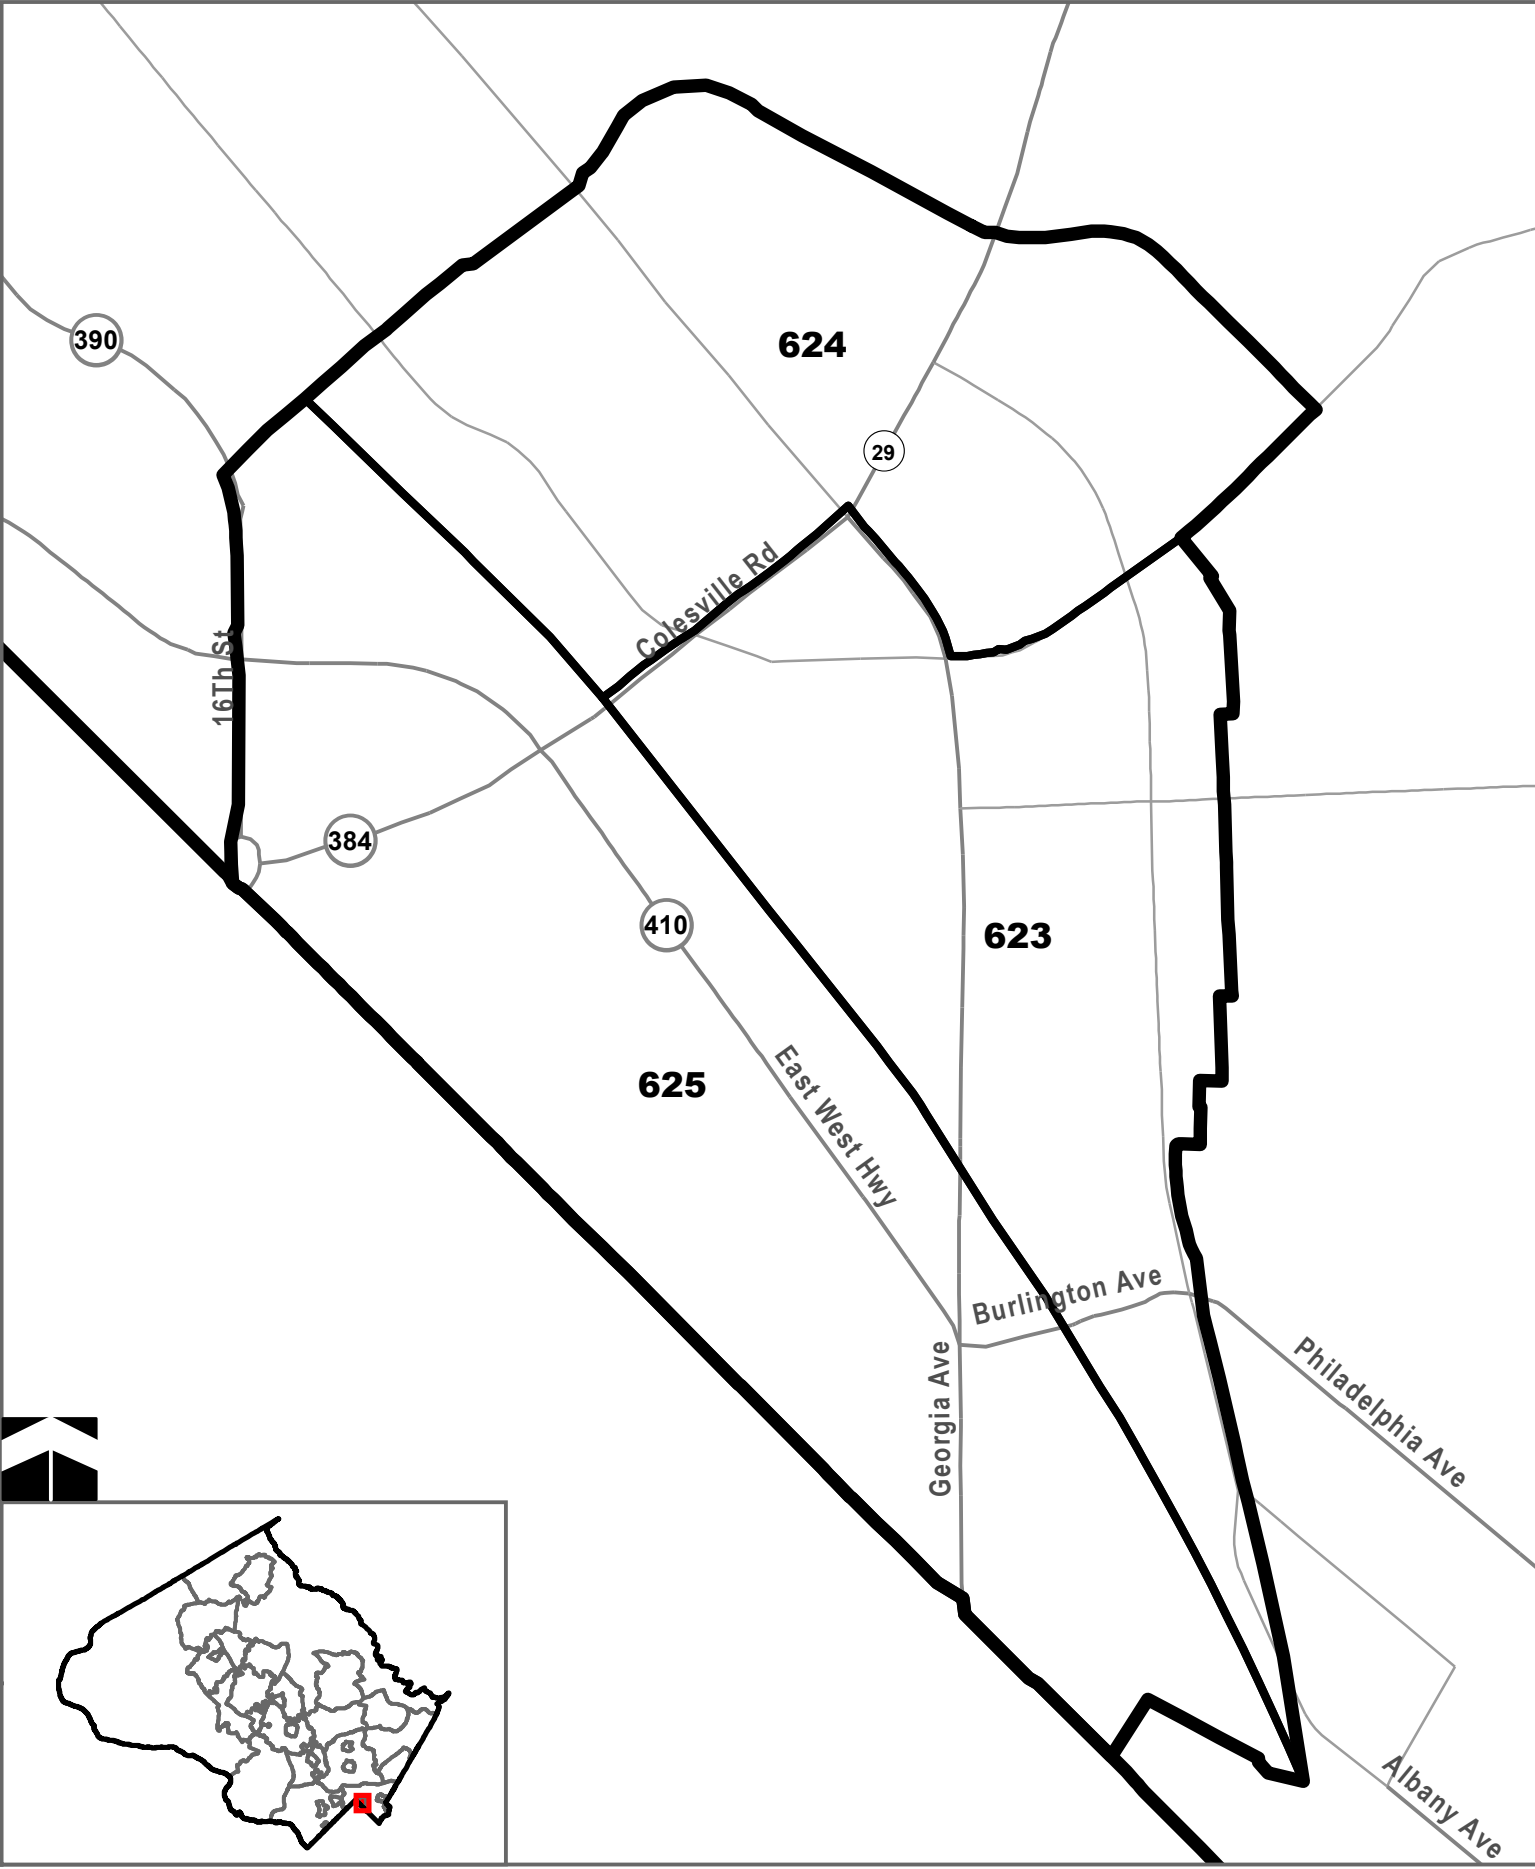 624
390
29
Colesville Rd
16Th St
384
410
623
East West Hwy
625
Burlington Ave
Georgia Ave
Philadelphia Ave
Albany Ave